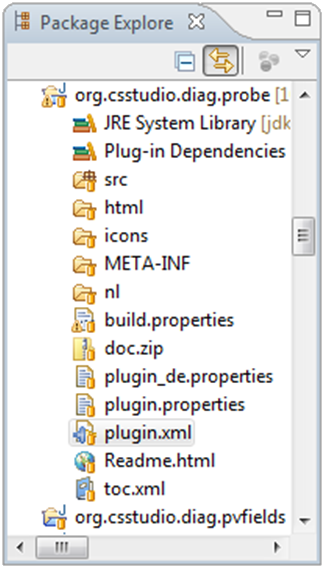 Package Explore
org.csstudio.diag.probe [1
JRE System Library [jdk
Plug-in Dependencies
src
html
icons
META-INF
nl
build.properties
doc.zip
plugin_de.properties
plugin.properties
plugin.xml
Readme.html
toc.xml
org.csstudio.diag.pvfields